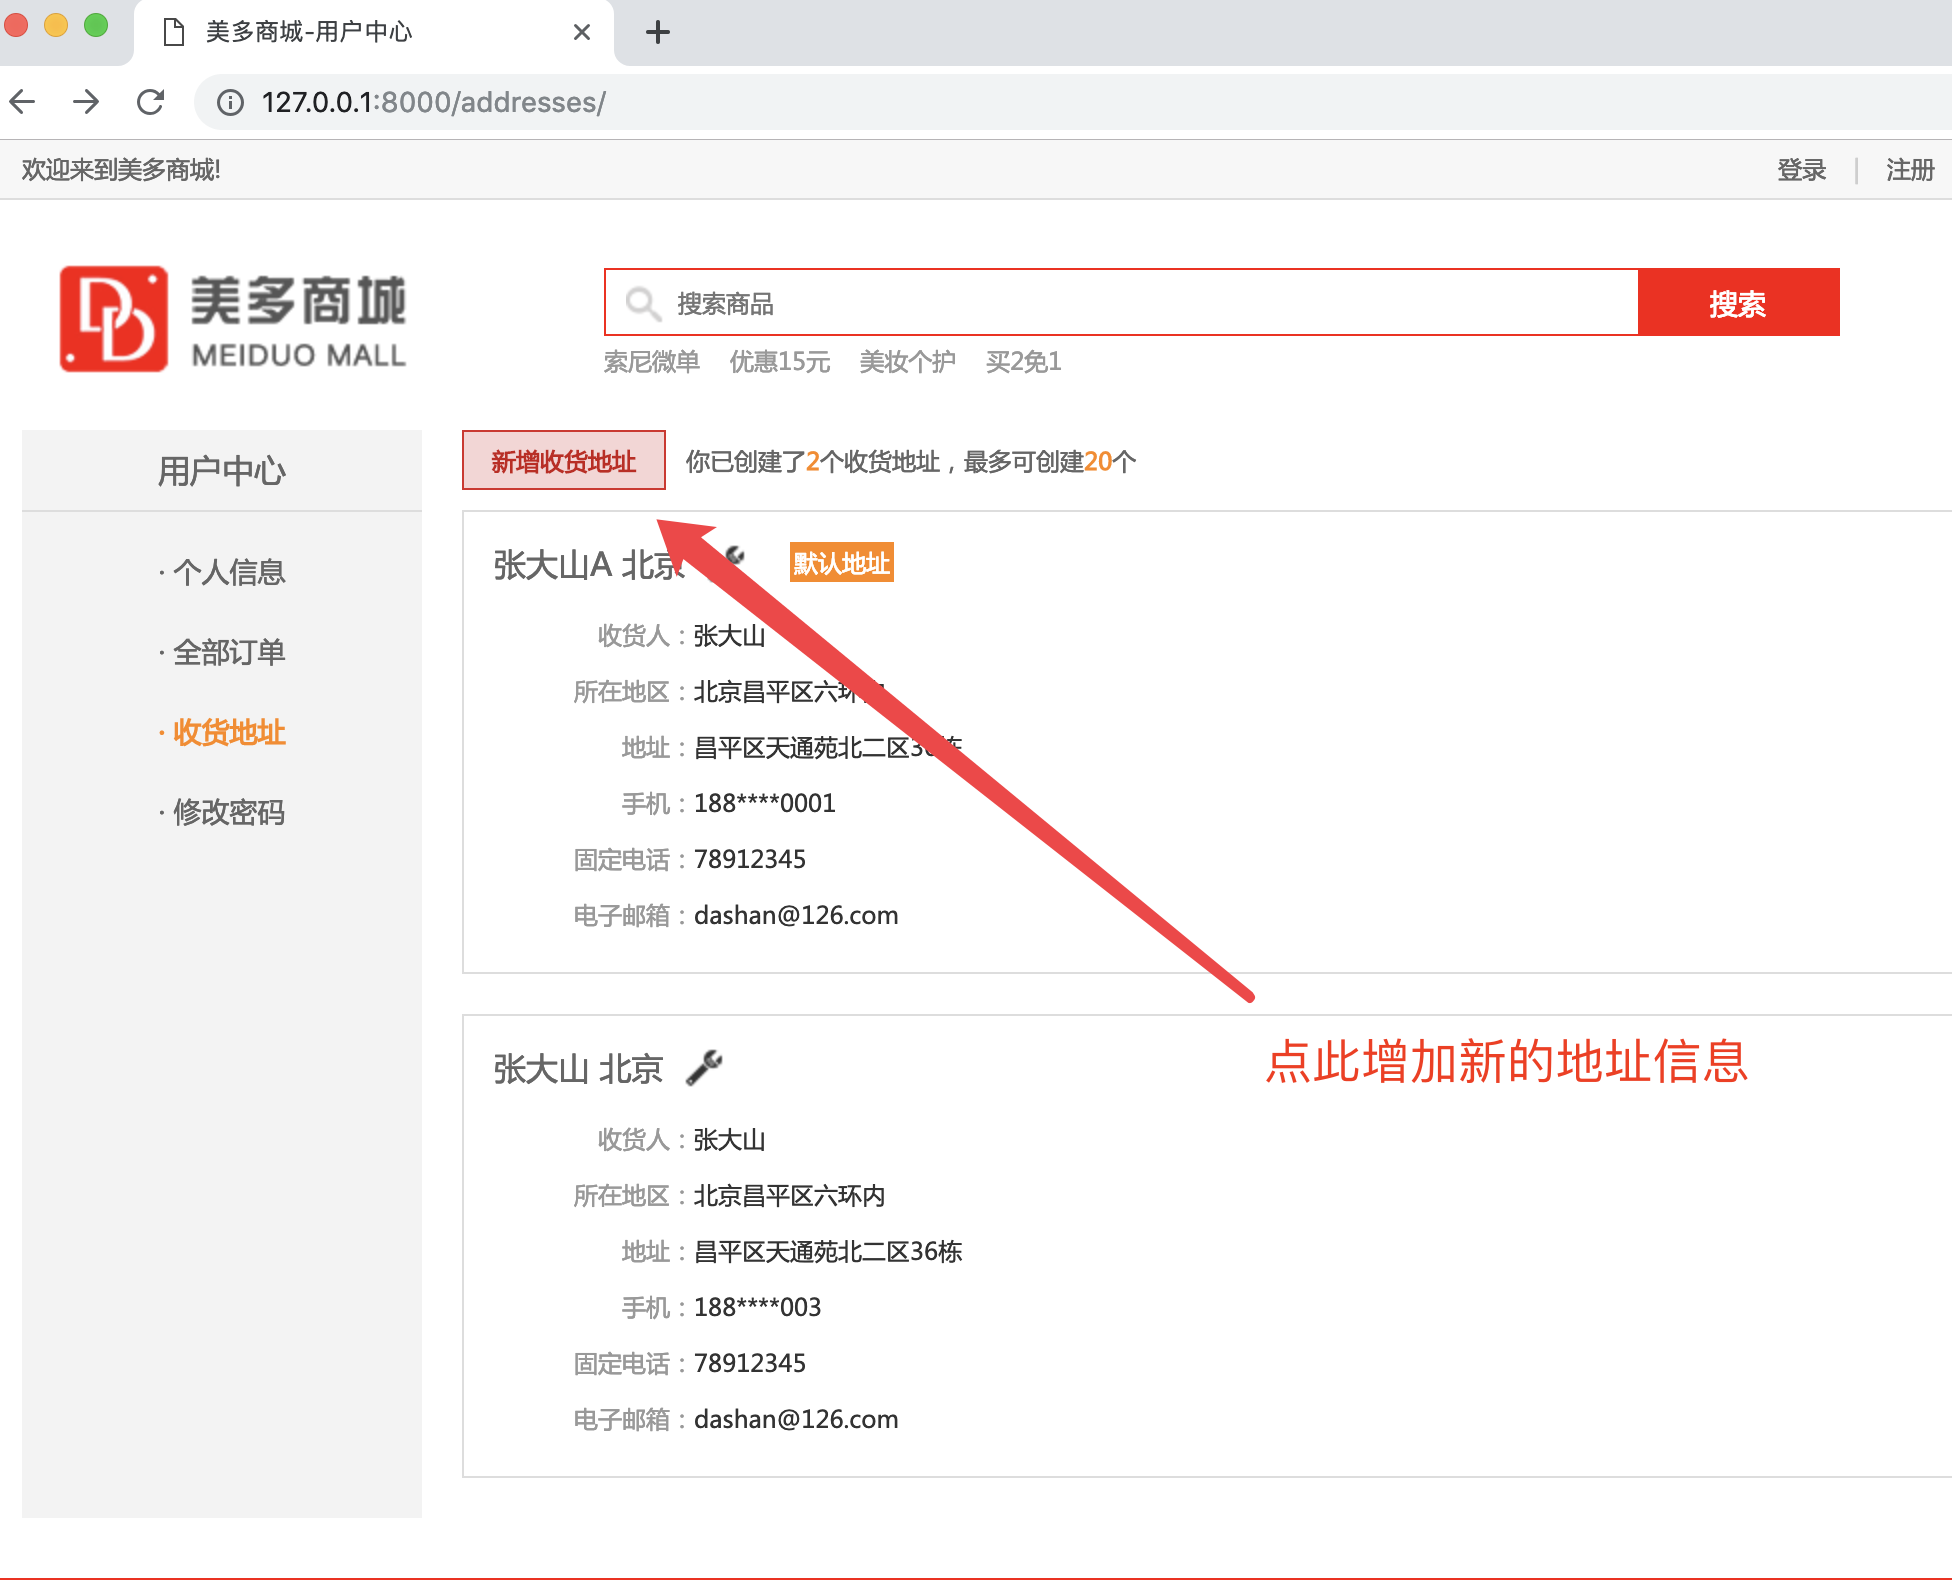 美多商城-用户中心
127.0.0.1:8000/addresses/
欢迎来到美多商城!
登录 | 注册
美多商城
MEIDUO MALL
搜索商品
搜索
索尼微单 优惠15元 美妆个护 买2免1
用户中心
· 个人信息
· 全部订单
· 收货地址
· 修改密码
新增收货地址 你已创建了2个收货地址，最多可创建20个
张大山A 北京 默认地址
收货人：张大山
所在地区：北京昌平区六环内
地址：昌平区天通苑北二区36栋
手机：188****0001
固定电话：78912345
电子邮箱：dashan@126.com
点此增加新的地址信息
张大山 北京
收货人：张大山
所在地区：北京昌平区六环内
地址：昌平区天通苑北二区36栋
手机：188****003
固定电话：78912345
电子邮箱：dashan@126.com